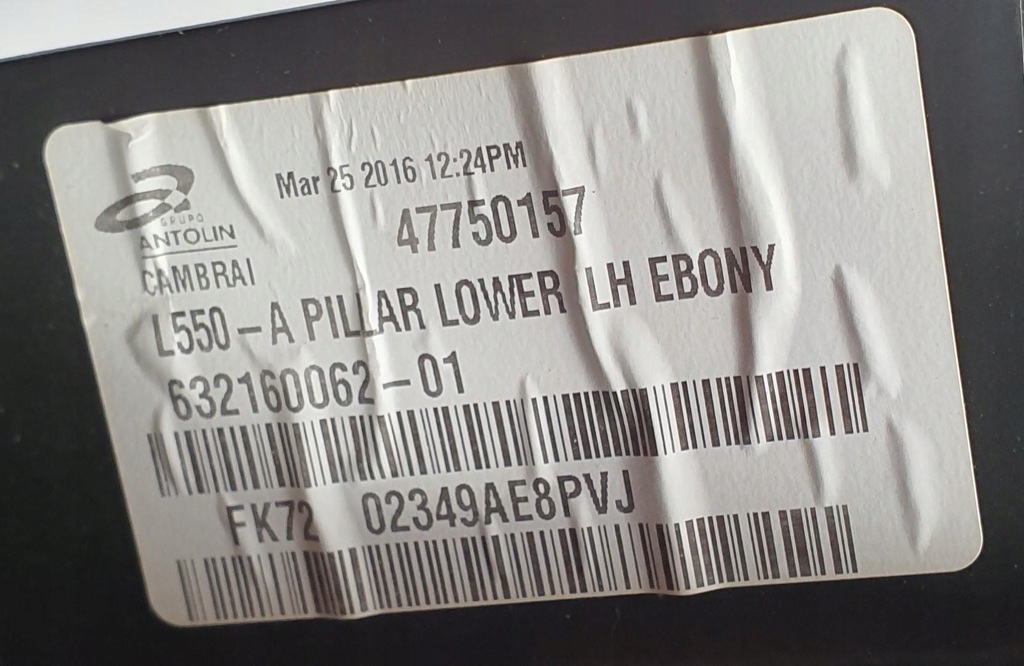 Mar 25 2016 12:24PM
GRUPO
ANTOLIN
47750157
CAMBRAI
L550-A PILLAR LOWER LH EBONY
632160062-01
FK72 02349AE8PVJ